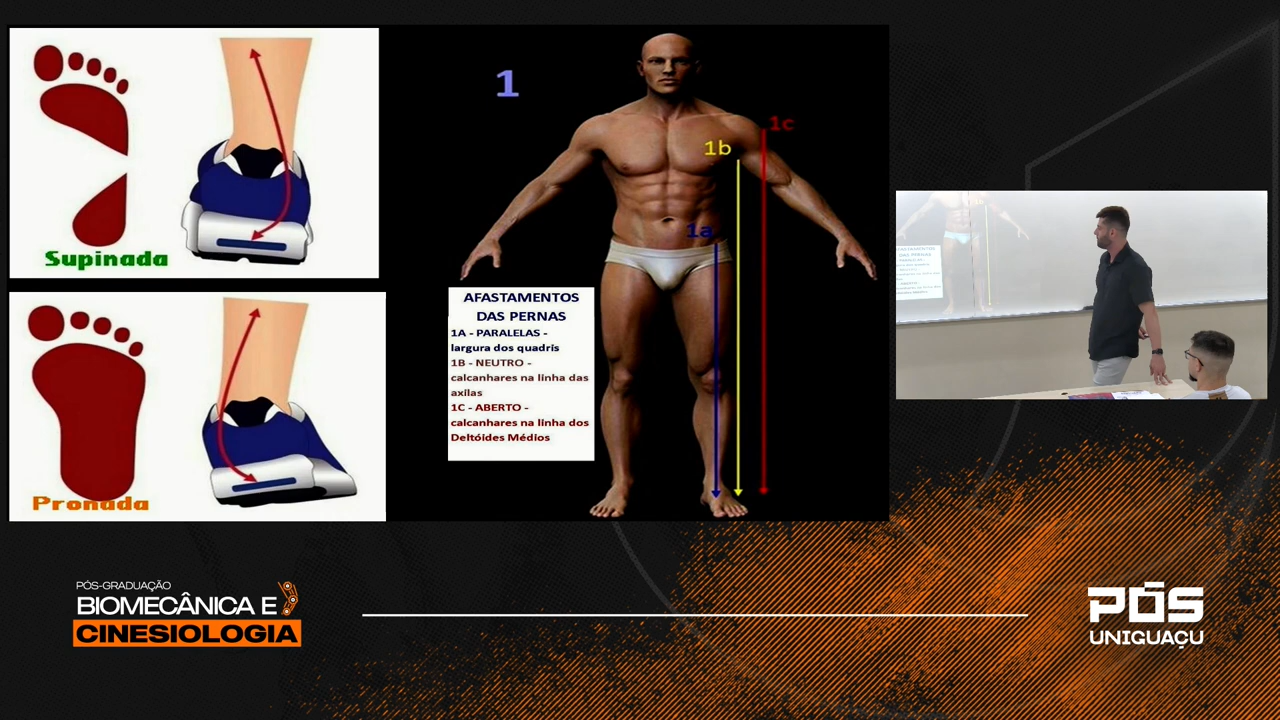 Supinada
Pronada
1
1a
1b
1c
AFASTAMENTOS
DAS PERNAS
1A - PARALELAS -
largura dos quadris
1B - NEUTRO -
calcanhares na linha das
axilas
1C - ABERTO -
calcanhares na linha dos
Deltóides Médios
PÓS-GRADUAÇÃO
BIOMECÂNICA E
CINESIOLOGIA
PÓS
UNIGUAÇU